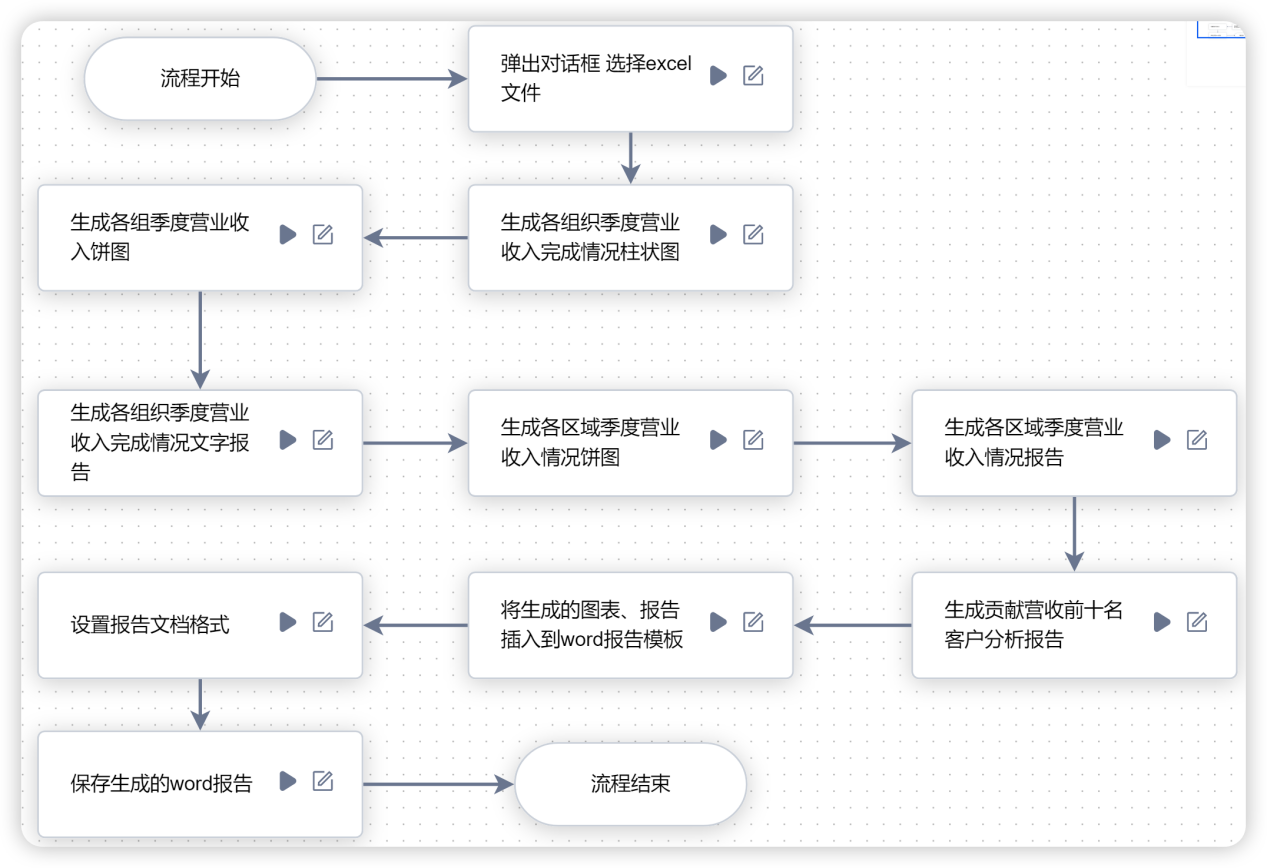 流程开始
弹出对话框 选择excel
文件
生成各组季度营业收
入饼图
生成各组织季度营业
收入完成情况柱状图
生成各组织季度营业
收入完成情况文字报
告
生成各区域季度营业
收入情况饼图
生成各区域季度营业
收入情况报告
设置报告文档格式
将生成的图表、报告
插入到word报告模板
生成贡献营收前十名
客户分析报告
保存生成的word报告
流程结束